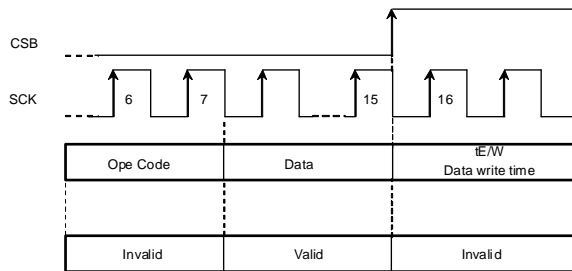 CSB
SCK
6
7
15
16
Ope Code
Data
tE/W
Data write time
Invalid
Valid
Invalid